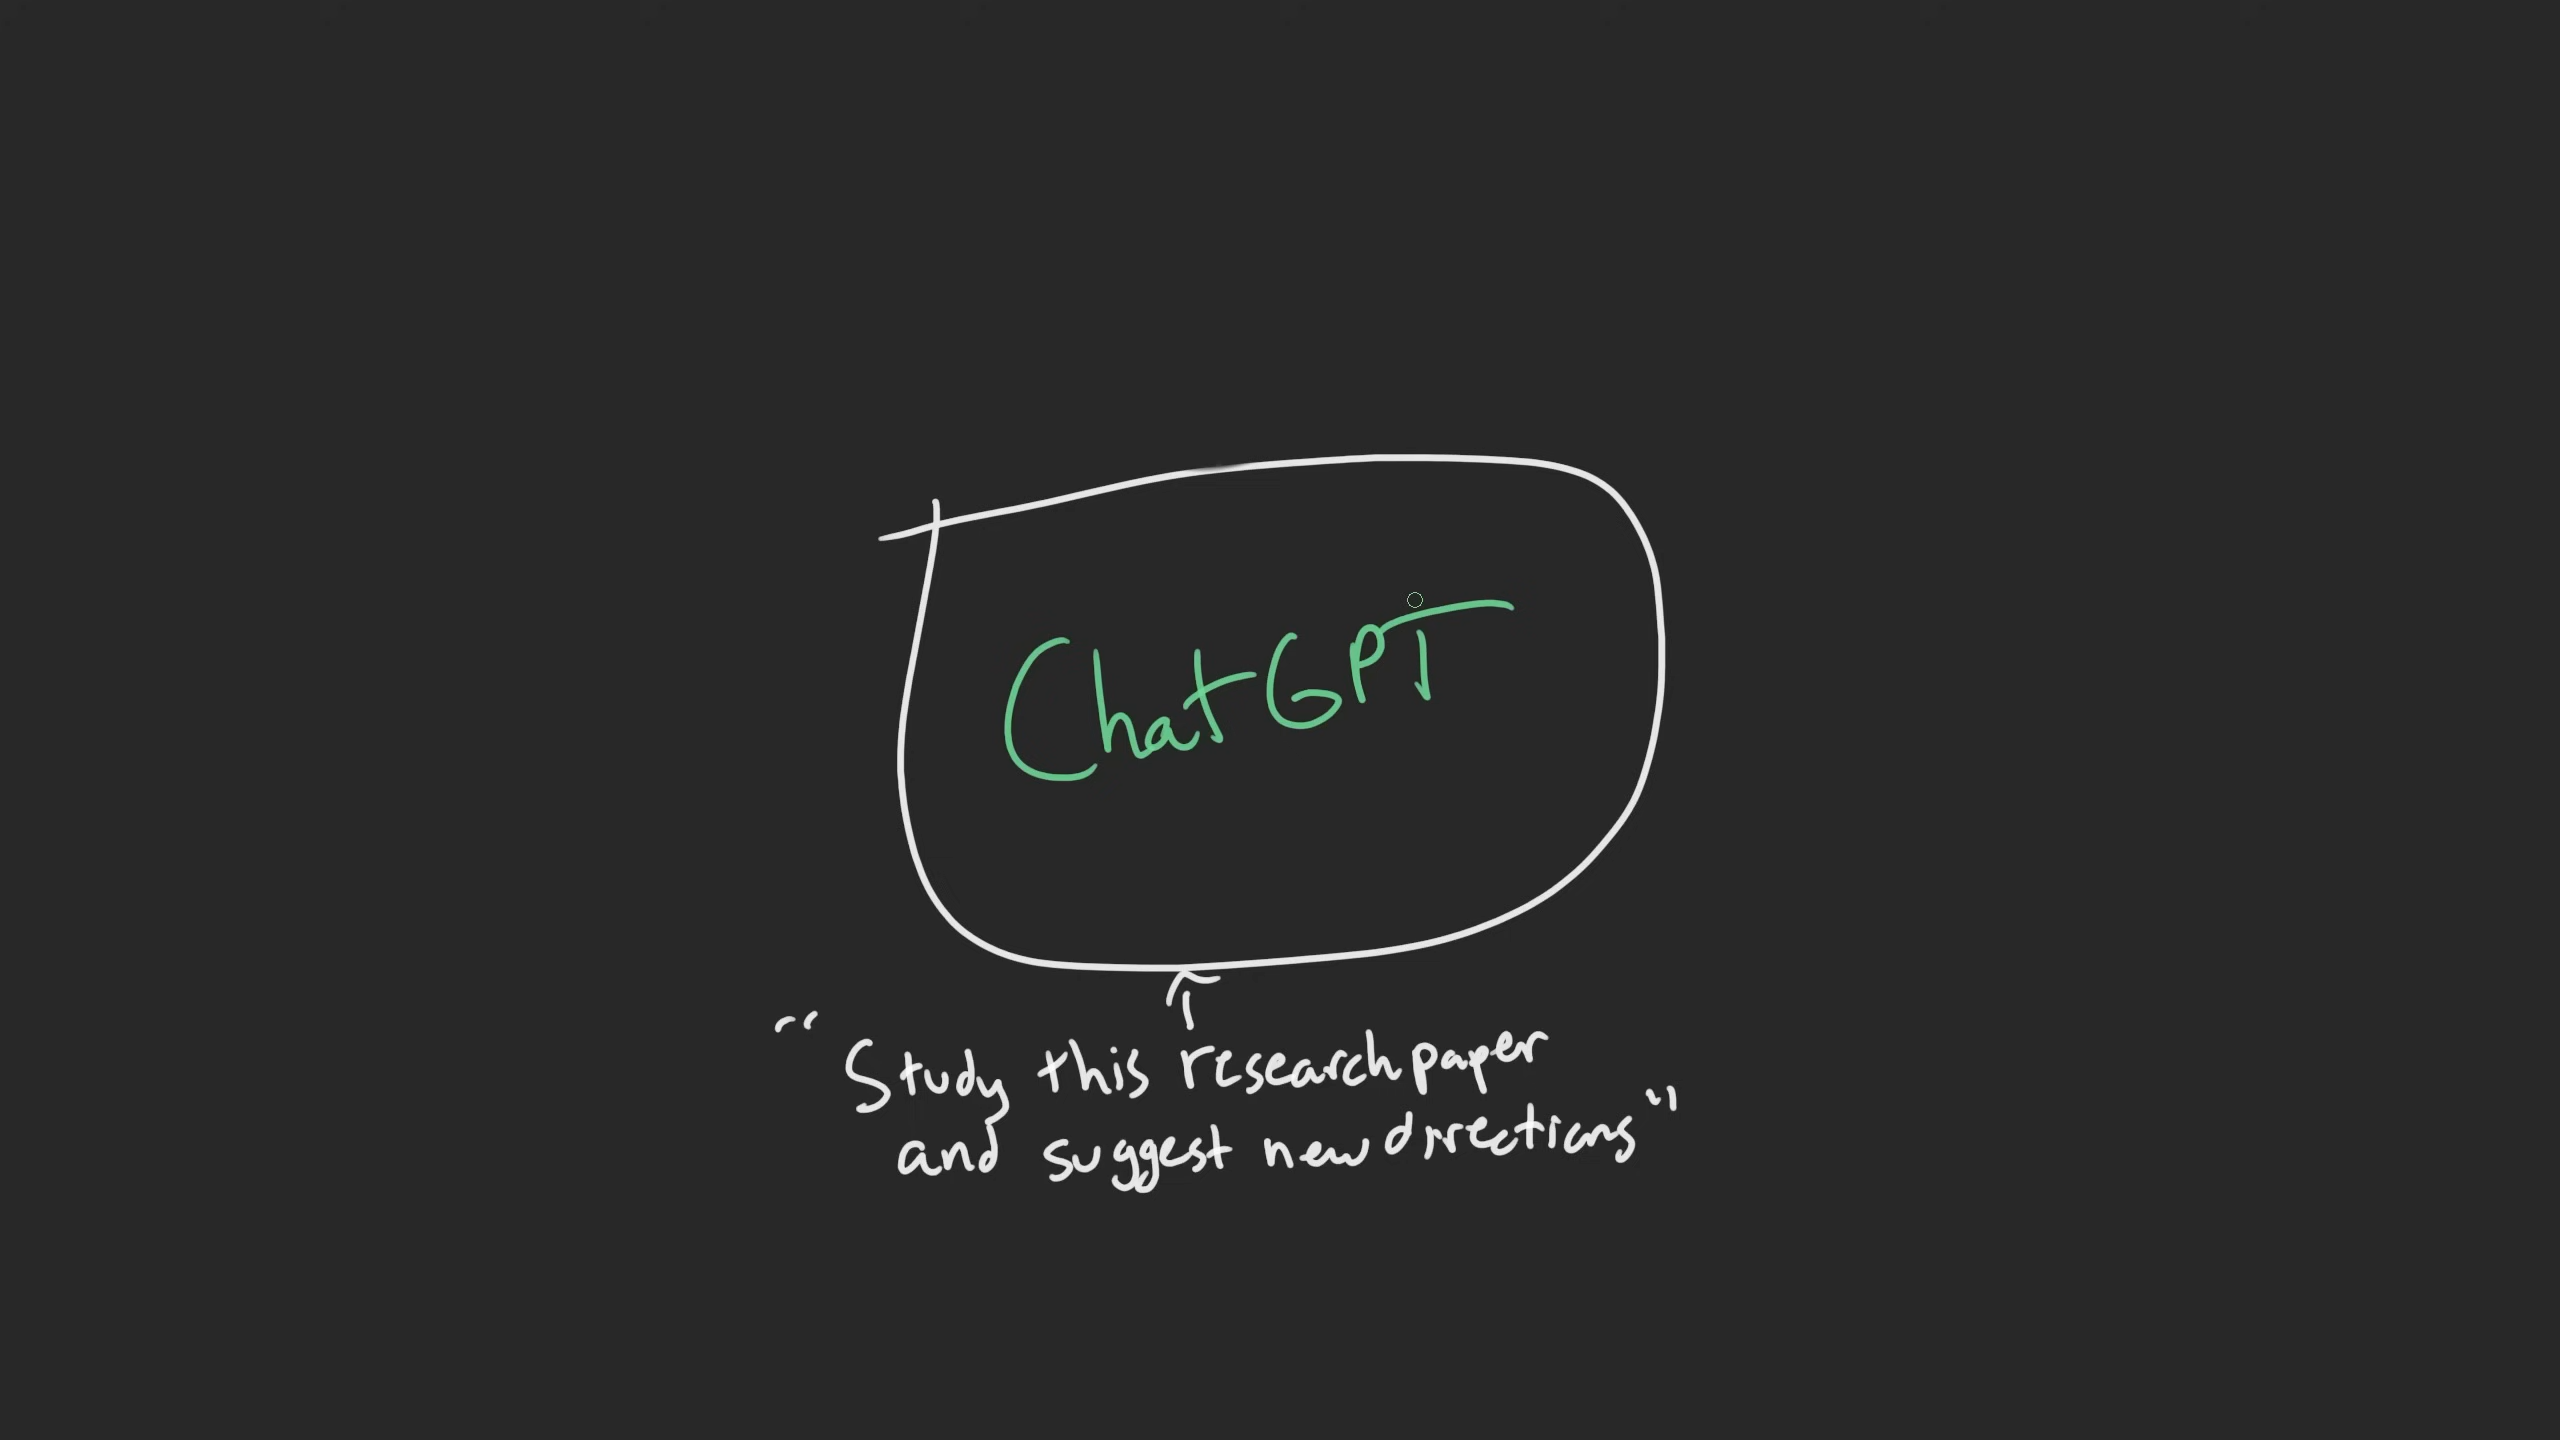 ChatGPT
“Study this research paper
and suggest new directions”